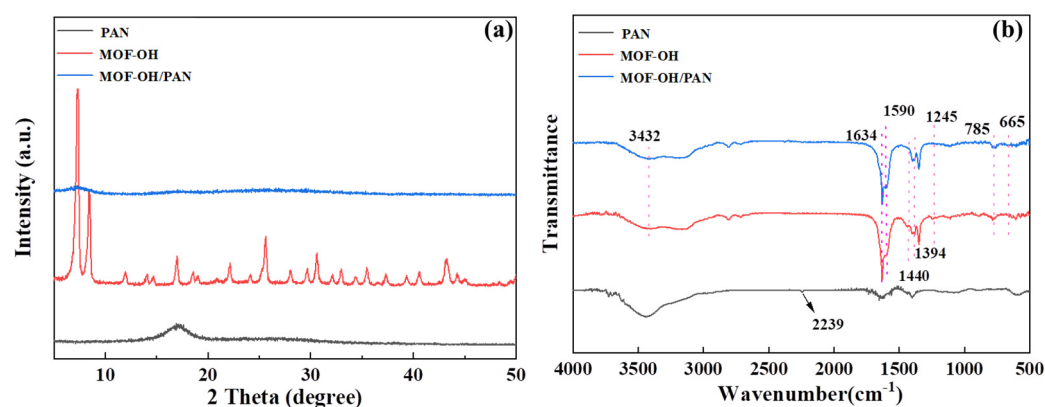 (a)
PAN
MOF-OH
MOF-OH/PAN
Intensity (a.u.)
10 20 30 40 50
2 Theta (degree)
(b)
PAN
MOF-OH
MOF-OH/PAN
3432 1634 1590 1245 785 665
1440 1394
2239
Transmittance
4000 3500 3000 2500 2000 1500 1000 500
Wavenumber(cm⁻¹)